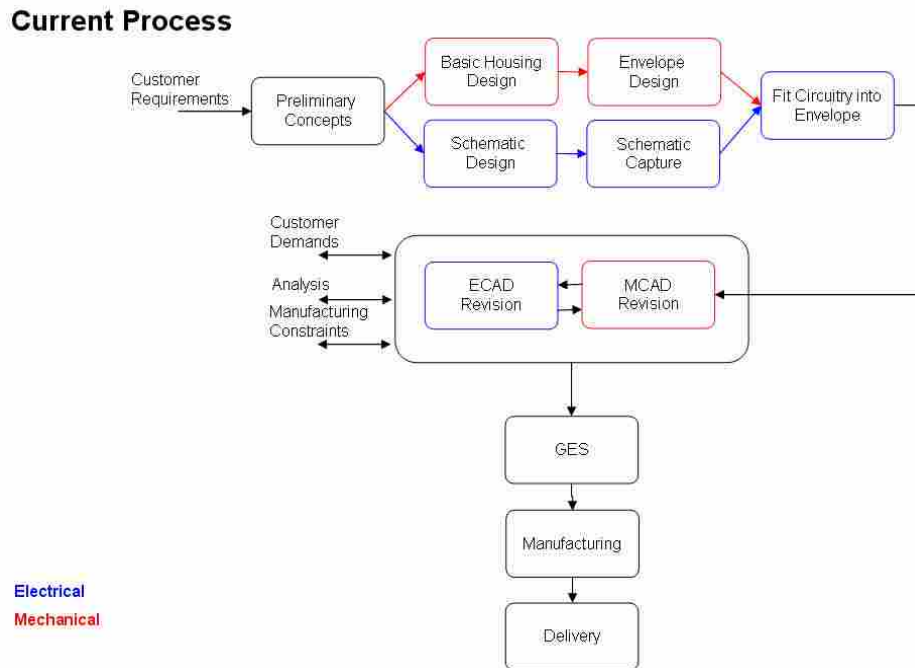 Current Process
Customer
Requirements
Preliminary
Concepts
Basic Housing
Design
Envelope
Design
Schematic
Design
Schematic
Capture
Fit Circuitry into
Envelope
Customer
Demands
Analysis
Manufacturing
Constraints
ECAD
Revision
MCAD
Revision
GES
Manufacturing
Delivery
Electrical
Mechanical